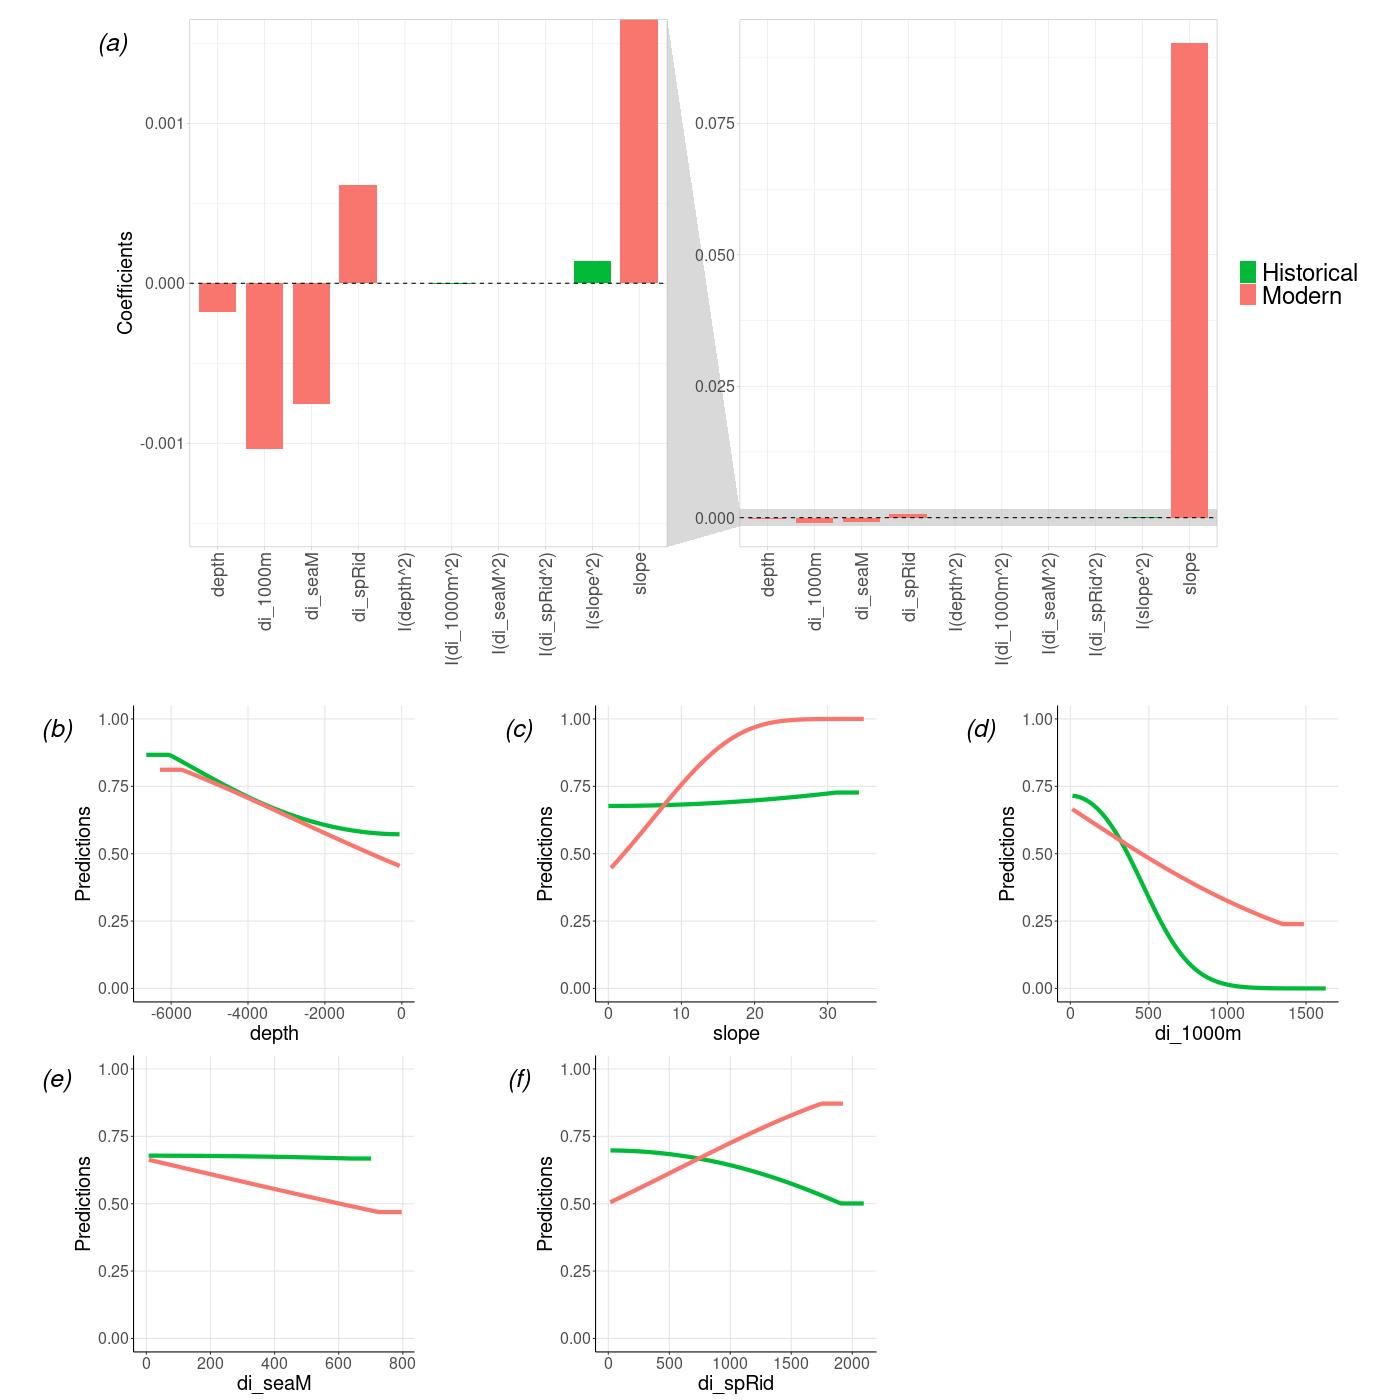 (a)
Coefficients
0.001
0.000
-0.001
depth
di_1000m
di_seaM
di_spRid
I(depth^2)
I(di_1000m^2)
I(di_seaM^2)
I(di_spRid^2)
I(slope^2)
slope
0.075
0.050
0.025
0.000
depth
di_1000m
di_seaM
di_spRid
I(depth^2)
I(di_1000m^2)
I(di_seaM^2)
I(di_spRid^2)
I(slope^2)
slope
Historical
Modern
(b)
Predictions
1.00
0.75
0.50
0.25
0.00
-6000 -4000 -2000 0
depth
(c)
Predictions
1.00
0.75
0.50
0.25
0.00
0 10 20 30
slope
(d)
Predictions
1.00
0.75
0.50
0.25
0.00
0 500 1000 1500
di_1000m
(e)
Predictions
1.00
0.75
0.50
0.25
0.00
0 200 400 600 800
di_seaM
(f)
Predictions
1.00
0.75
0.50
0.25
0.00
0 500 1000 1500 2000
di_spRid